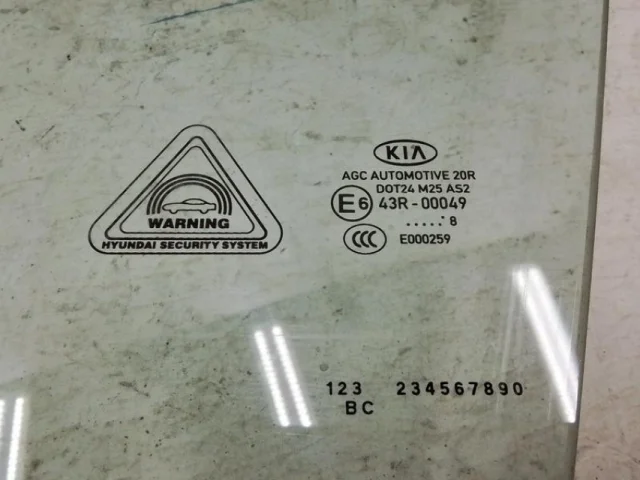 WARNING
HYUNDAI SECURITY SYSTEM
KIA
AGC AUTOMOTIVE 20R
DOT24 M25 AS2
E6 43R-00049
..... 8
CCC E000259
123 234567890
BC